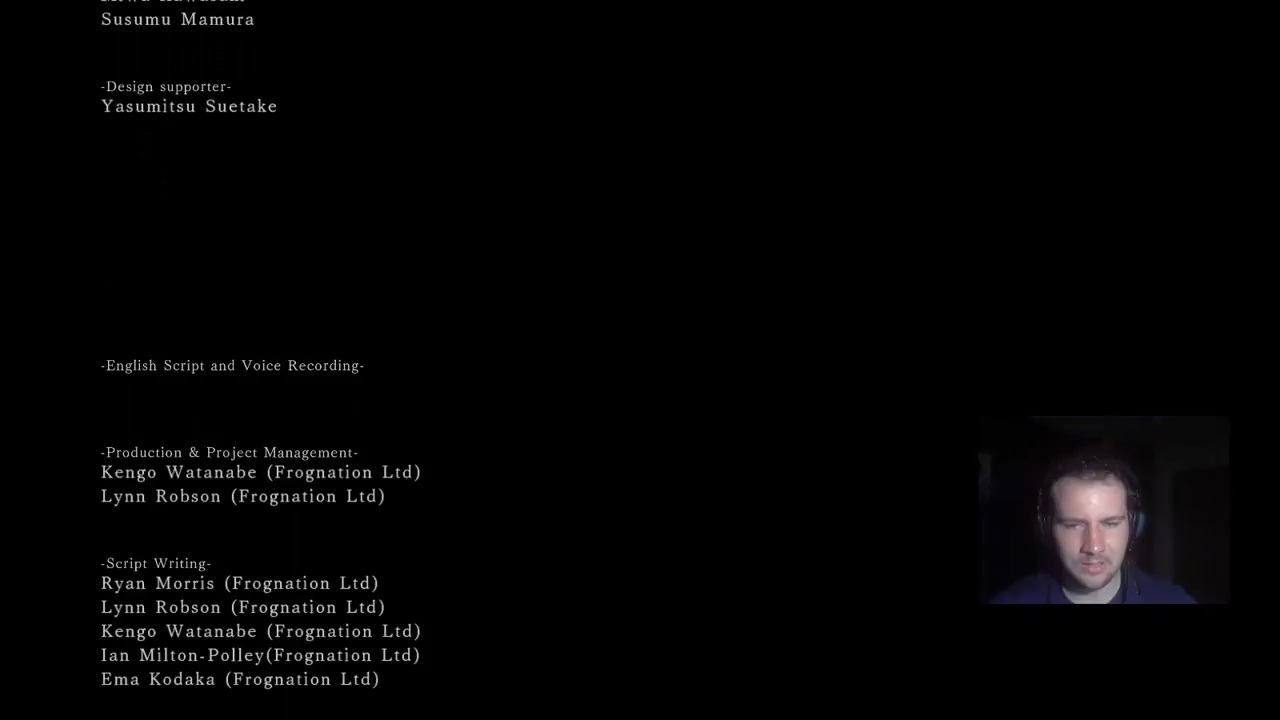 Susumu Mamura
-Design supporter-
Yasumitsu Suetake
-English Script and Voice Recording-
-Production & Project Management-
Kengo Watanabe (Frognation Ltd)
Lynn Robson (Frognation Ltd)
-Script Writing-
Ryan Morris (Frognation Ltd)
Lynn Robson (Frognation Ltd)
Kengo Watanabe (Frognation Ltd)
Ian Milton-Polley(Frognation Ltd)
Ema Kodaka (Frognation Ltd)